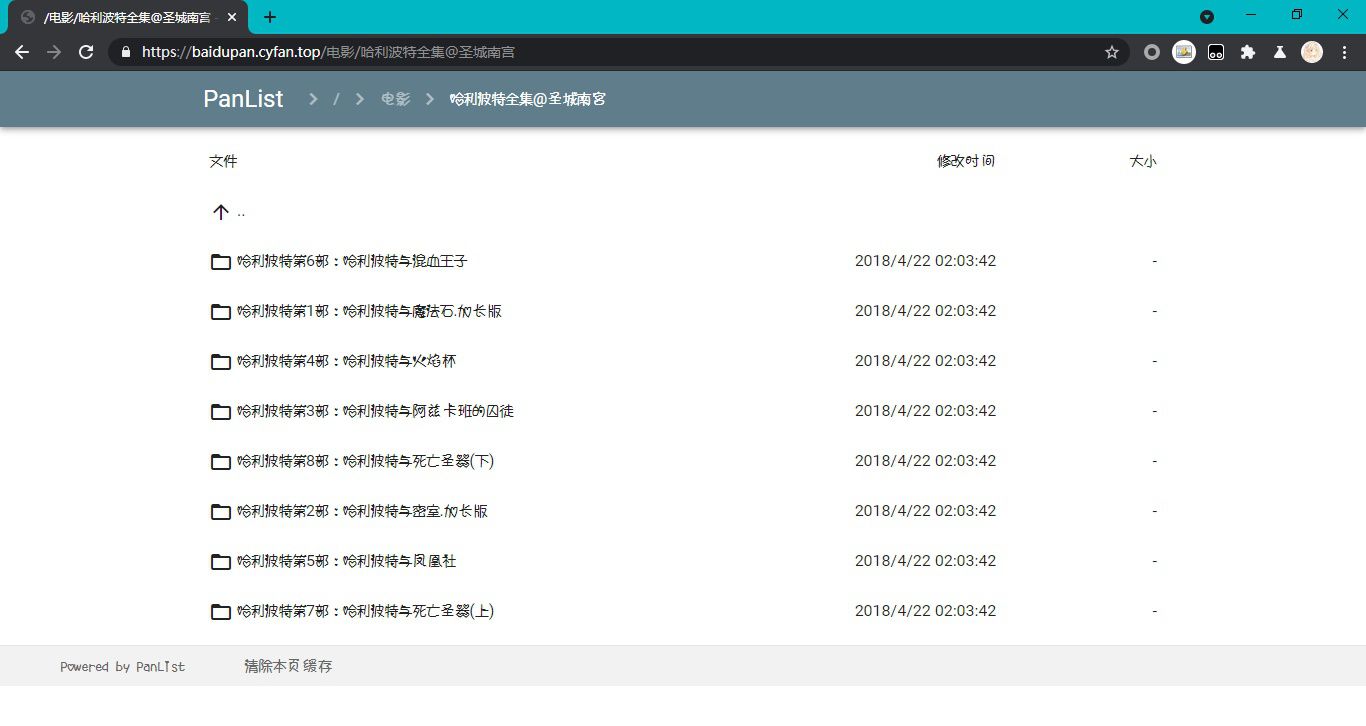 /电影/哈利波特全集@圣城南宫 -
https://baidupan.cyfan.top/电影/哈利波特全集@圣城南宫
PanList > / > 电影 > 哈利波特全集@圣城南宫
文件 修改时间 大小
..
哈利波特第6部：哈利波特与混血王子 2018/4/22 02:03:42 -
哈利波特第1部：哈利波特与魔法石.加长版 2018/4/22 02:03:42 -
哈利波特第4部：哈利波特与火焰杯 2018/4/22 02:03:42 -
哈利波特第3部：哈利波特与阿兹卡班的囚徒 2018/4/22 02:03:42 -
哈利波特第8部：哈利波特与死亡圣器(下) 2018/4/22 02:03:42 -
哈利波特第2部：哈利波特与密室.加长版 2018/4/22 02:03:42 -
哈利波特第5部：哈利波特与凤凰社 2018/4/22 02:03:42 -
哈利波特第7部：哈利波特与死亡圣器(上) 2018/4/22 02:03:42 -
Powered by PanList 清除本页缓存